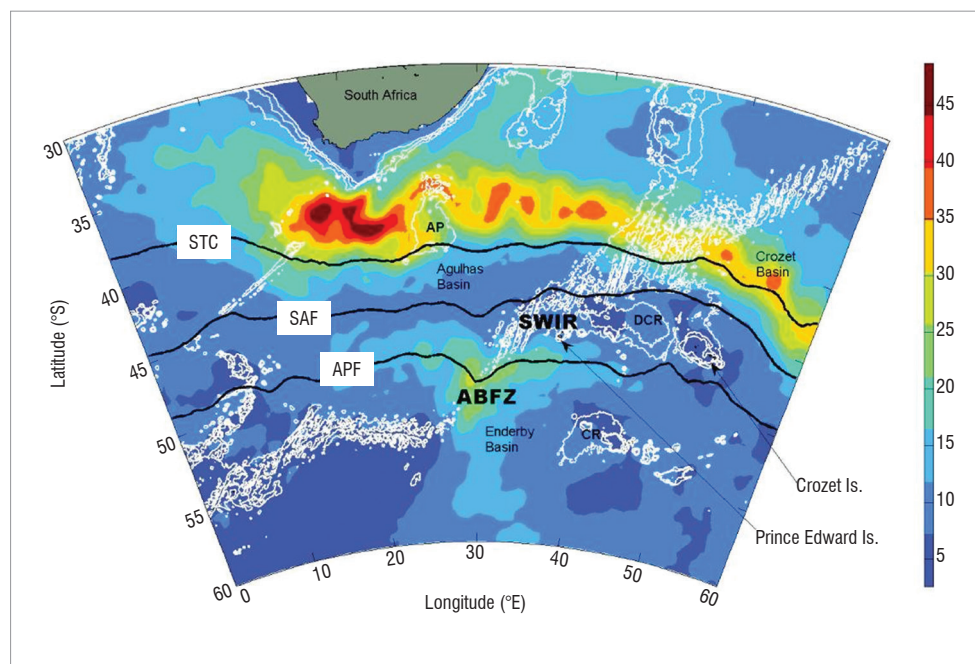 South Africa
30
35
40
45
50
55
60
Latitude (°S)
STC
SAF
APF
AP
Agulhas
Basin
Crozet
Basin
SWIR
DCR
ABFZ
Enderby
Basin
CR
Crozet Is.
Prince Edward Is.
0
10
20
30
40
50
60
Longitude (°E)
45
40
35
30
25
20
15
10
5